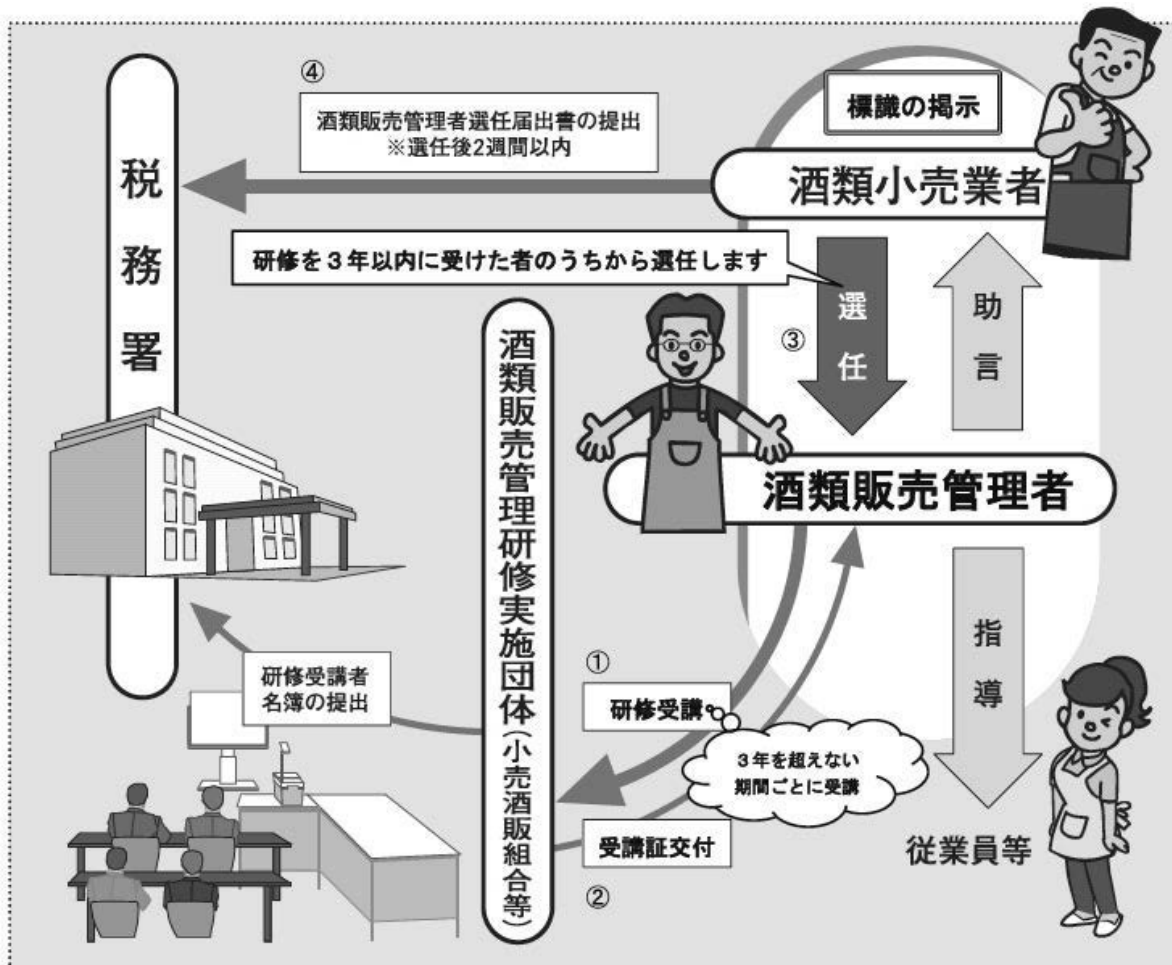 ④
酒類販売管理者選任届出書の提出
※選任後2週間以内
標識の掲示
酒類小売業者
税務署
研修を3年以内に受けた者のうちから選任します
③
選任
助言
酒類販売管理者
酒類販売管理研修実施団体(小売酒販組合等)
指導
研修受講者
名簿の提出
①
研修受講
3年を超えない
期間ごとに受講
受講証交付
②
従業員等